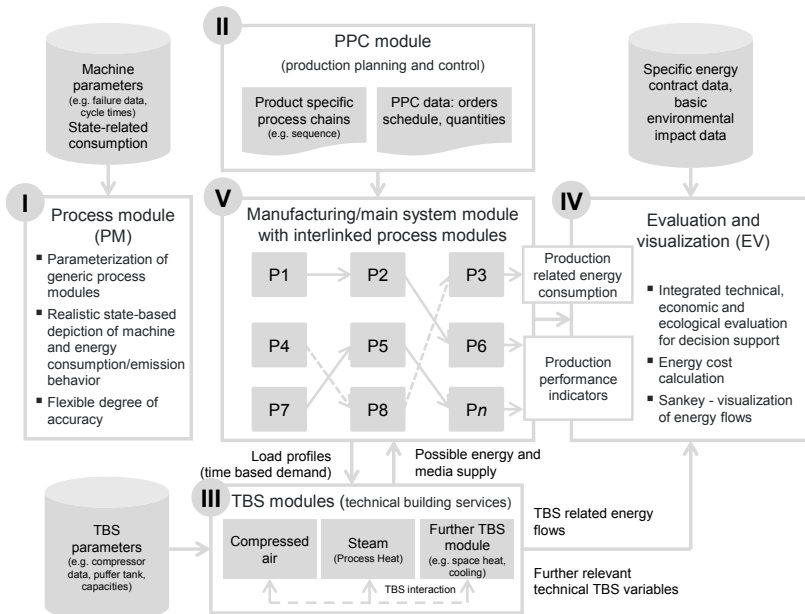 Machine
parameters
(e.g. failure data,
cycle times)
State-related
consumption
II
PPC module
(production planning and control)
Product specific
process chains
(e.g. sequence)
PPC data: orders
schedule, quantities
Specific energy
contract data,
basic
environmental
impact data
I
Process module
(PM)
▪ Parameterization of
generic process
modules
▪ Realistic state-based
depiction of machine
and energy
consumption/emission
behavior
▪ Flexible degree of
accuracy
V
Manufacturing/main system module
with interlinked process modules
P1
P2
P3
P4
P5
P6
P7
P8
Pn
Production
related energy
consumption
Production
performance
indicators
IV
Evaluation and
visualization (EV)
▪ Integrated technical,
economic and
ecological evaluation
for decision support
▪ Energy cost
calculation
▪ Sankey - visualization
of energy flows
Load profiles
(time based demand)
Possible energy and
media supply
TBS
parameters
(e.g. compressor
data, puffer tank,
capacities)
III
TBS modules (technical building services)
Compressed
air
Steam
(Process Heat)
Further TBS
module
(e.g. space heat,
cooling)
TBS interaction
TBS related energy
flows
Further relevant
technical TBS variables